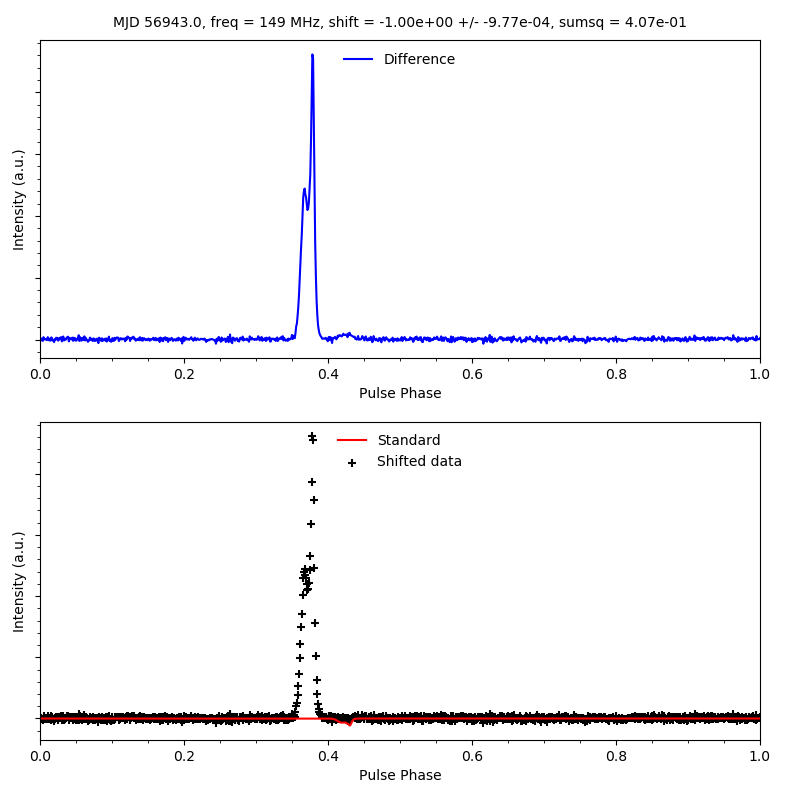 MJD 56943.0, freq = 149 MHz, shift = -1.00e+00 +/- -9.77e-04, sumsq = 4.07e-01
Difference
Intensity (a.u.)
0.0 0.2 0.4 0.6 0.8 1.0
Pulse Phase
Standard
Shifted data
Intensity (a.u.)
0.0 0.2 0.4 0.6 0.8 1.0
Pulse Phase